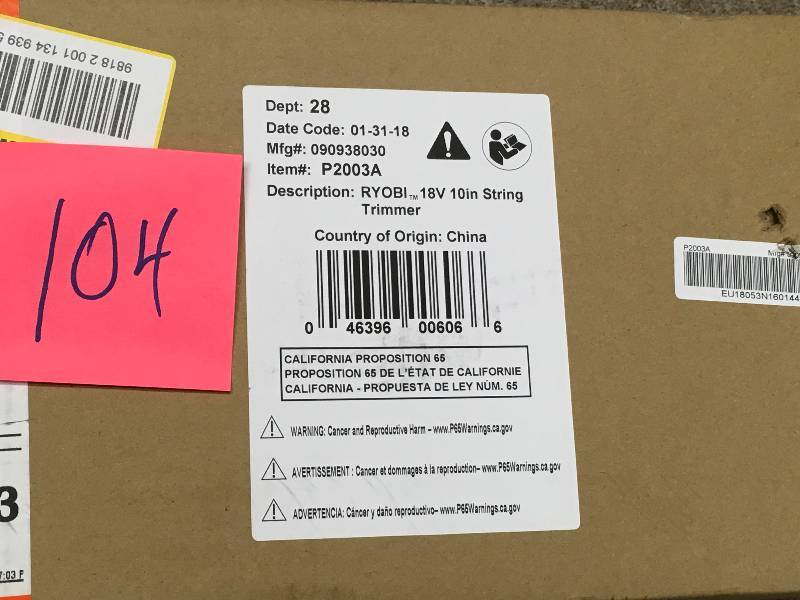 9818 2 001 134 939 5
104
Dept: 28
Date Code: 01-31-18
Mfg#: 090938030
Item#: P2003A
Description: RYOBI™ 18V 10in String
Trimmer
Country of Origin: China
0 46396 00606 6
CALIFORNIA PROPOSITION 65
PROPOSITION 65 DE L'ÉTAT DE CALIFORNIE
CALIFORNIA - PROPUESTA DE LEY NÚM. 65
WARNING: Cancer and Reproductive Harm – www.P65Warnings.ca.gov
AVERTISSEMENT : Cancer et dommages à la reproduction– www.P65Warnings.ca.gov
ADVERTENCIA: Cáncer y daño reproductivo– www.P65Warnings.ca.gov
P2003A
EU18053N160144
3
7:03 F